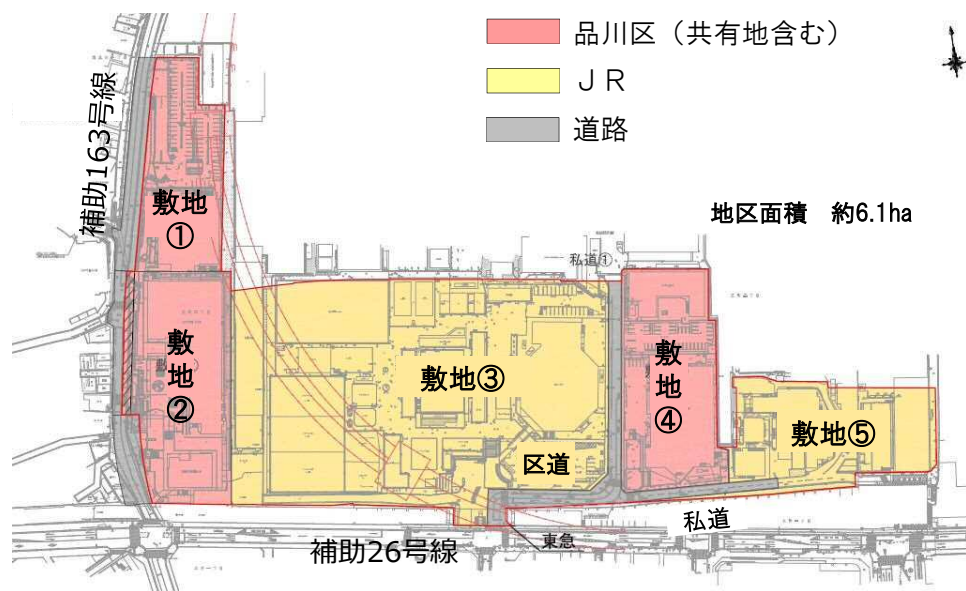 品川区（共有地含む）
ＪＲ
道路
補助163号線
地区面積　約6.1ha
敷地
①
私道①
敷
地
②
敷地③
敷
地
④
敷地⑤
区道
私道
東急
補助26号線